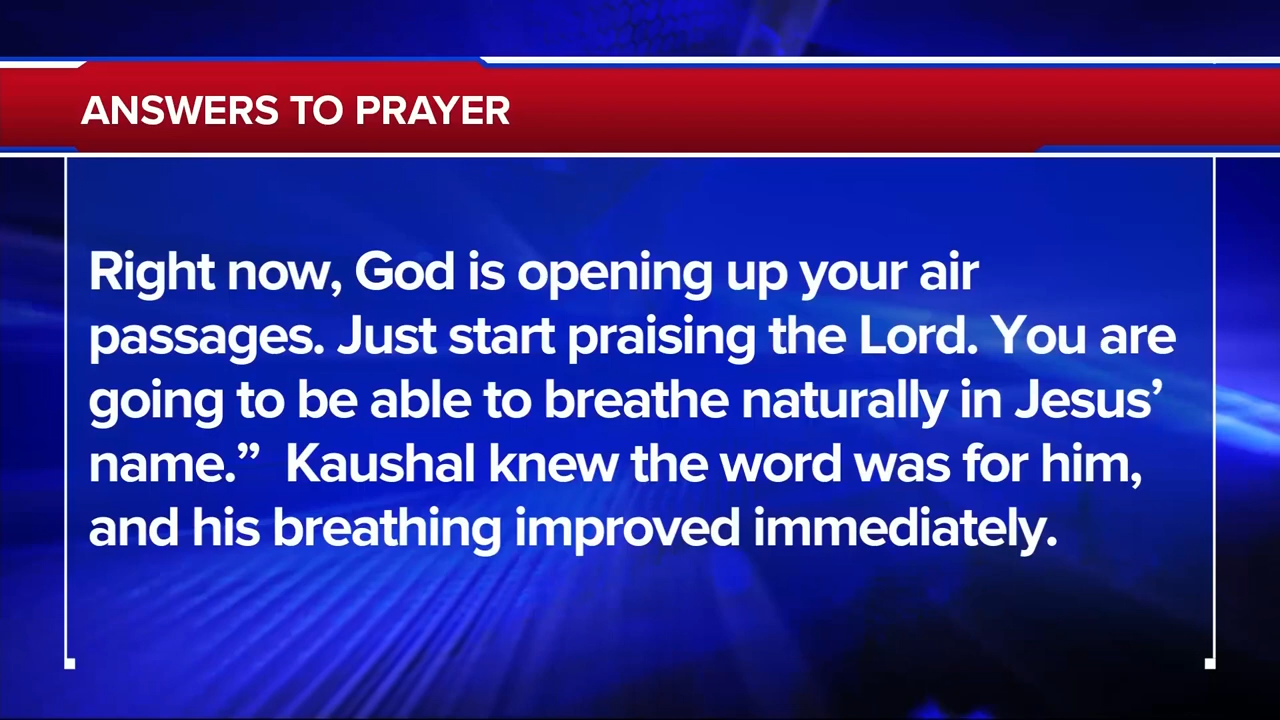 ANSWERS TO PRAYER
Right now, God is opening up your air
passages. Just start praising the Lord. You are
going to be able to breathe naturally in Jesus’
name.”  Kaushal knew the word was for him,
and his breathing improved immediately.